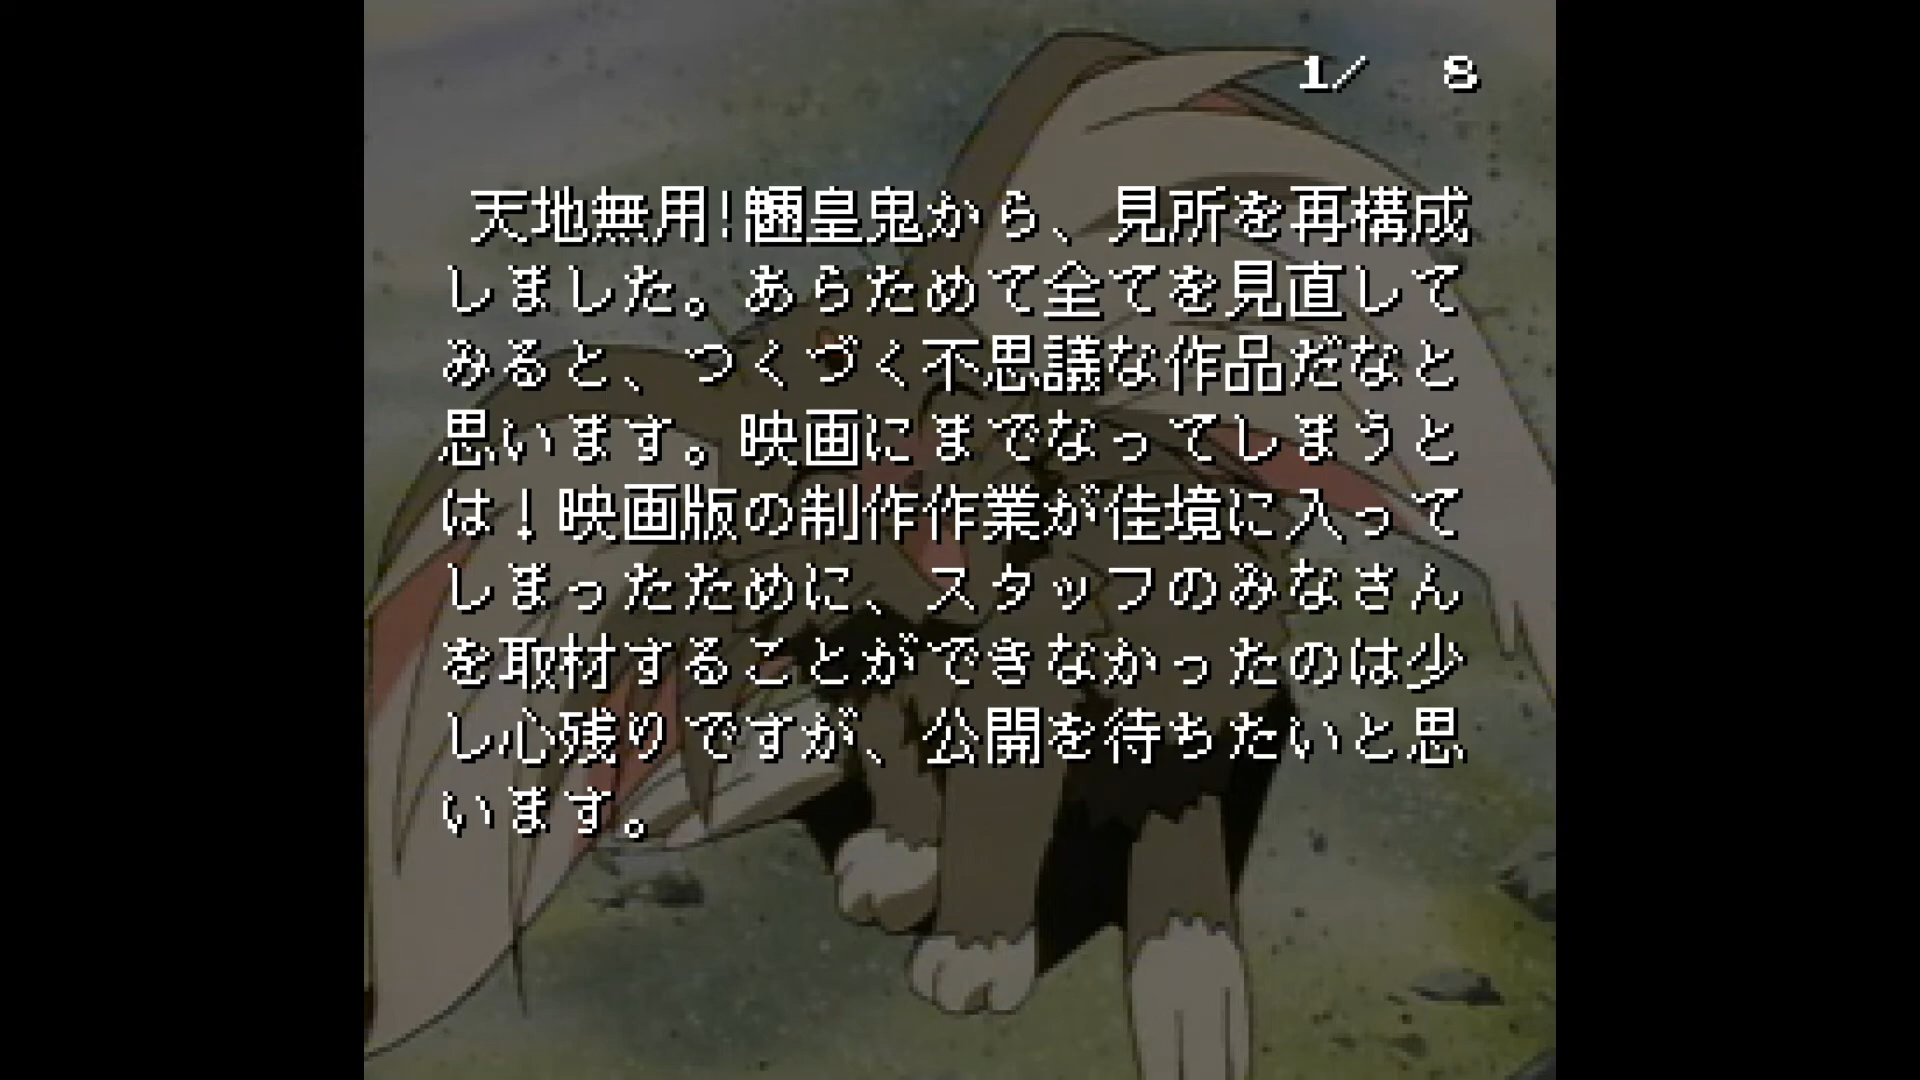 1/ 8
天地無用!魎皇鬼から、見所を再構成
しました。あらためて全てを見直して
みると、つくづく不思議な作品だなと
思います。映画にまでなってしまうと
は!映画版の制作作業が佳境に入って
しまったために、スタッフのみなさん
を取材することができなかったのは少
し心残りですが、公開を待ちたいと思
います。